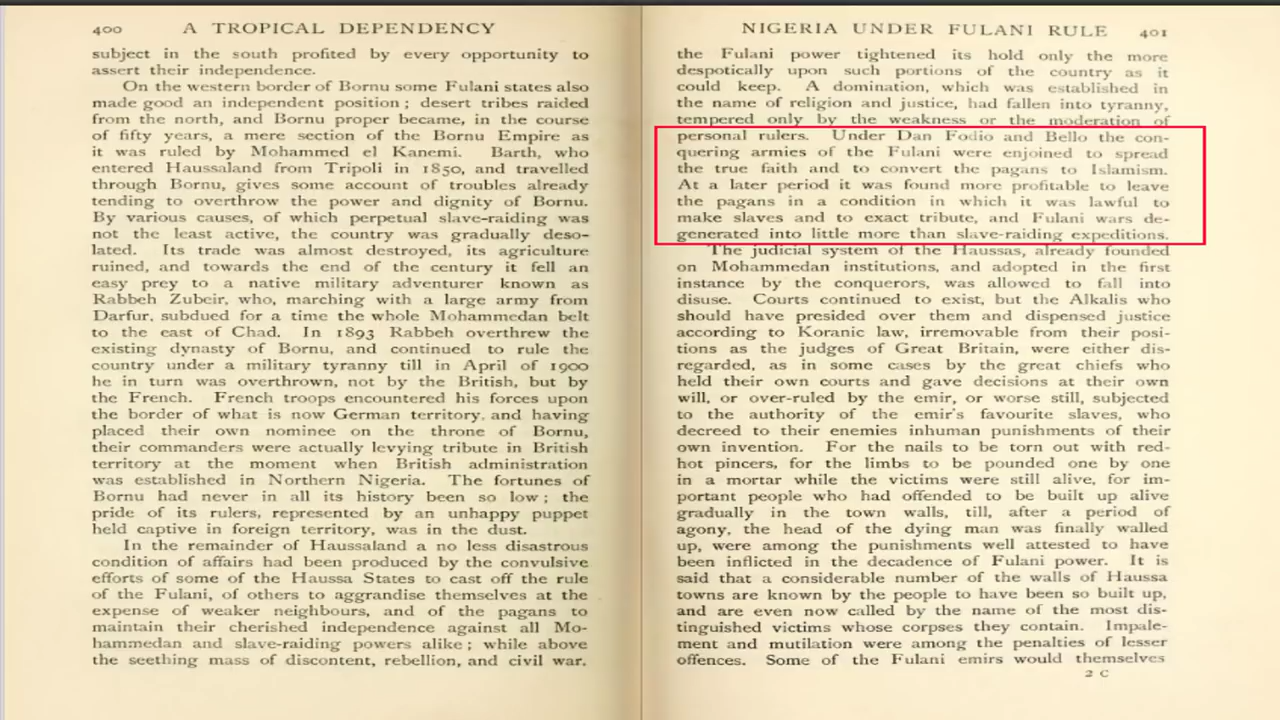 400 A TROPICAL DEPENDENCY
subject in the south profited by every opportunity to
assert their independence.
On the western border of Bornu some Fulani states also
made good an independent position; desert tribes raided
from the north, and Bornu proper became, in the course
of fifty years, a mere section of the Bornu Empire as
it was ruled by Mohammed el Kanemi. Barth, who
entered Haussaland from Tripoli in 1850, and travelled
through Bornu, gives some account of troubles already
tending to overthrow the power and dignity of Bornu.
By various causes, of which perpetual slave-raiding was
not the least active, the country was gradually deso-
lated. Its trade was almost destroyed, its agriculture
ruined, and towards the end of the century it fell an
easy prey to a native military adventurer known as
Rabbeh Zubeir, who, marching with a large army from
Darfur, subdued for a time the whole Mohammedan belt
to the east of Chad. In 1893 Rabbeh overthrew the
existing dynasty of Bornu, and continued to rule the
country under a military tyranny till in April of 1900
he in turn was overthrown, not by the British, but by
the French. French troops encountered his forces upon
the border of what is now German territory, and having
placed their own nominee on the throne of Bornu,
their commanders were actually levying tribute in British
territory at the moment when British administration
was established in Northern Nigeria. The fortunes of
Bornu had never in all its history been so low; the
pride of its rulers, represented by an unhappy puppet
held captive in foreign territory, was in the dust.
In the remainder of Haussaland a no less disastrous
condition of affairs had been produced by the convulsive
efforts of some of the Haussa States to cast off the rule
of the Fulani, of others to aggrandise themselves at the
expense of weaker neighbours, and of the pagans to
maintain their cherished independence against all Mo-
hammedan and slave-raiding powers alike; while above
the seething mass of discontent, rebellion, and civil war,
NIGERIA UNDER FULANI RULE 401
the Fulani power tightened its hold only the more
despotically upon such portions of the country as it
could keep. A domination, which was established in
the name of religion and justice, had fallen into tyranny,
tempered only by the weakness or the moderation of
personal rulers. Under Dan Fodio and Bello the con-
quering armies of the Fulani were enjoined to spread
the true faith and to convert the pagans to Islamism.
At a later period it was found more profitable to leave
the pagans in a condition in which it was lawful to
make slaves and to exact tribute, and Fulani wars de-
generated into little more than slave-raiding expeditions.
The judicial system of the Haussas, already founded
on Mohammedan institutions, and adopted in the first
instance by the conquerors, was allowed to fall into
disuse. Courts continued to exist, but the Alkalis who
should have presided over them and dispensed justice
according to Koranic law, irremovable from their posi-
tions as the judges of Great Britain, were either dis-
regarded, as in some cases by the great chiefs who
held their own courts and gave decisions at their own
will, or over-ruled by the emir, or worse still, subjected
to the authority of the emir's favourite slaves, who
decreed to their enemies inhuman punishments of their
own invention. For the nails to be torn out with red-
hot pincers, for the limbs to be pounded one by one
in a mortar while the victims were still alive, for im-
portant people who had offended to be built up alive
gradually in the town walls, till, after a period of
agony, the head of the dying man was finally walled
up, were among the punishments well attested to have
been inflicted in the decadence of Fulani power. It is
said that a considerable number of the walls of Haussa
towns are known by the people to have been so built up,
and are even now called by the name of the most dis-
tinguished victims whose corpses they contain. Impale-
ment and mutilation were among the penalties of lesser
offences. Some of the Fulani emirs would themselves
2 C